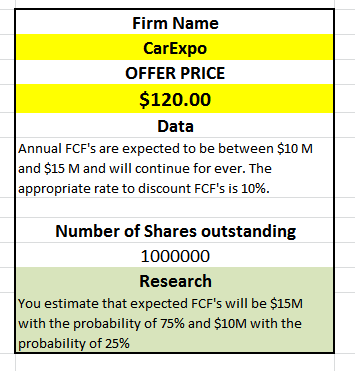 Firm Name
CarExpo
OFFER PRICE
$120.00
Data
Annual FCF's are expected to be between $10 M
and $15 M and will continue for ever. The
appropriate rate to discount FCF's is 10%.
Number of Shares outstanding
1000000
Research
You estimate that expected FCF's will be $15M
with the probability of 75% and $10M with the
probability of 25%